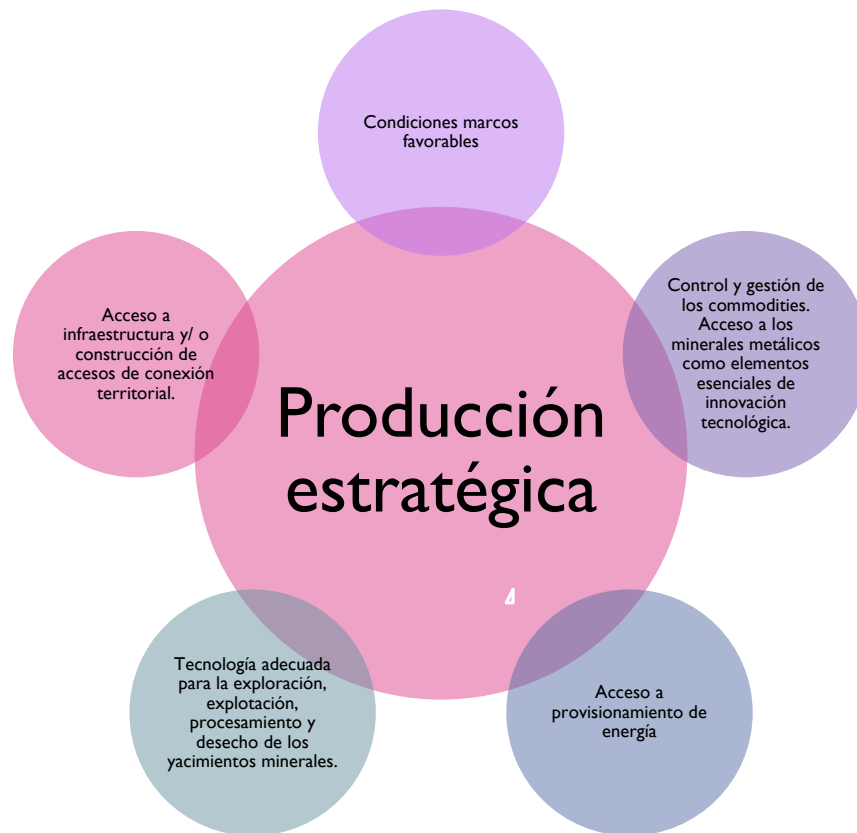 Condiciones marcos
favorables
Control y gestión de
los commodities.
Acceso a los
minerales metálicos
como elementos
esenciales de
innovación
tecnológica.
Acceso a
infraestructura y/ o
construcción de
accesos de conexión
territorial.
Producción
estratégica
Tecnología adecuada
para la exploración,
explotación,
procesamiento y
desecho de los
yacimientos minerales.
Acceso a
provisionamiento de
energía